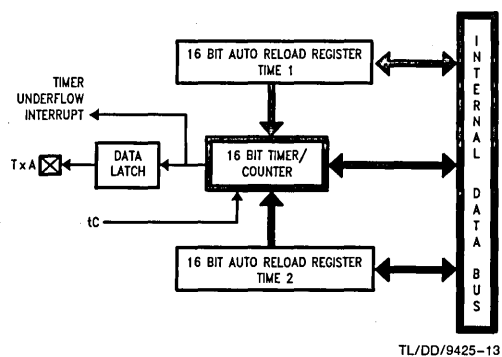 16 BIT AUTO RELOAD REGISTER
TIME 1
TIMER
UNDERFLOW
INTERRUPT
TxA
DATA
LATCH
16 BIT TIMER/
COUNTER
tC
16 BIT AUTO RELOAD REGISTER
TIME 2
INTERNAL DATA BUS
TL/DD/9425-13